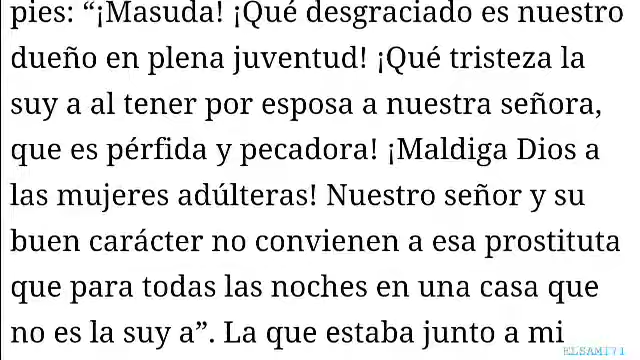 pies: “¡Masuda! ¡Qué desgraciado es nuestro
dueño en plena juventud! ¡Qué tristeza la
suy a al tener por esposa a nuestra señora,
que es pérfida y pecadora! ¡Maldiga Dios a
las mujeres adúlteras! Nuestro señor y su
buen carácter no convienen a esa prostituta
que para todas las noches en una casa que
no es la suy a”. La que estaba junto a mi
ELSAMI71